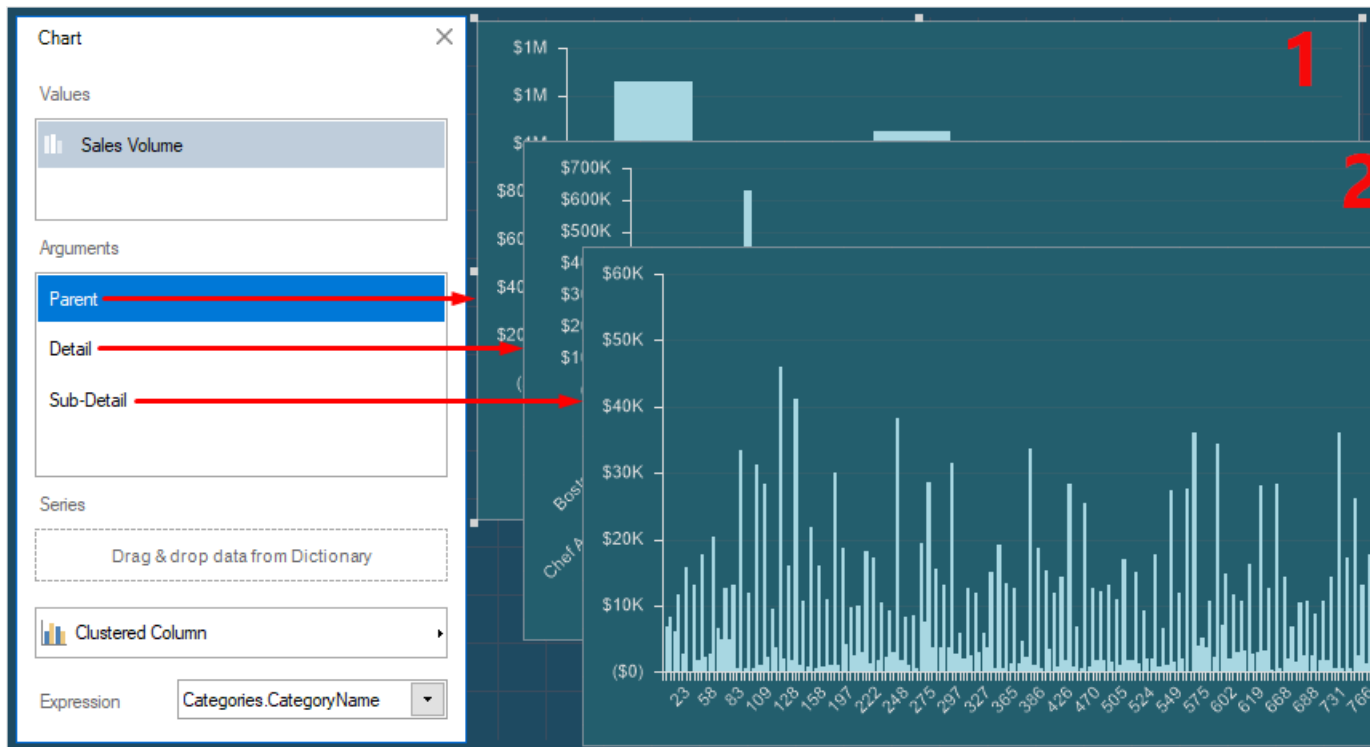 Chart
Values
Sales Volume
Arguments
Parent
Detail
Sub-Detail
Series
Drag & drop data from Dictionary
Clustered Column
Expression
Categories.CategoryName
1
$1M
$1M
2
$700K
$600K
$500K
$60K
$50K
$40K
$30K
$20K
$10K
($0)
23 58 83 109 128 158 197 222 248 275 297 327 365 386 426 470 505 524 549 575 602 619 668 688 731 766